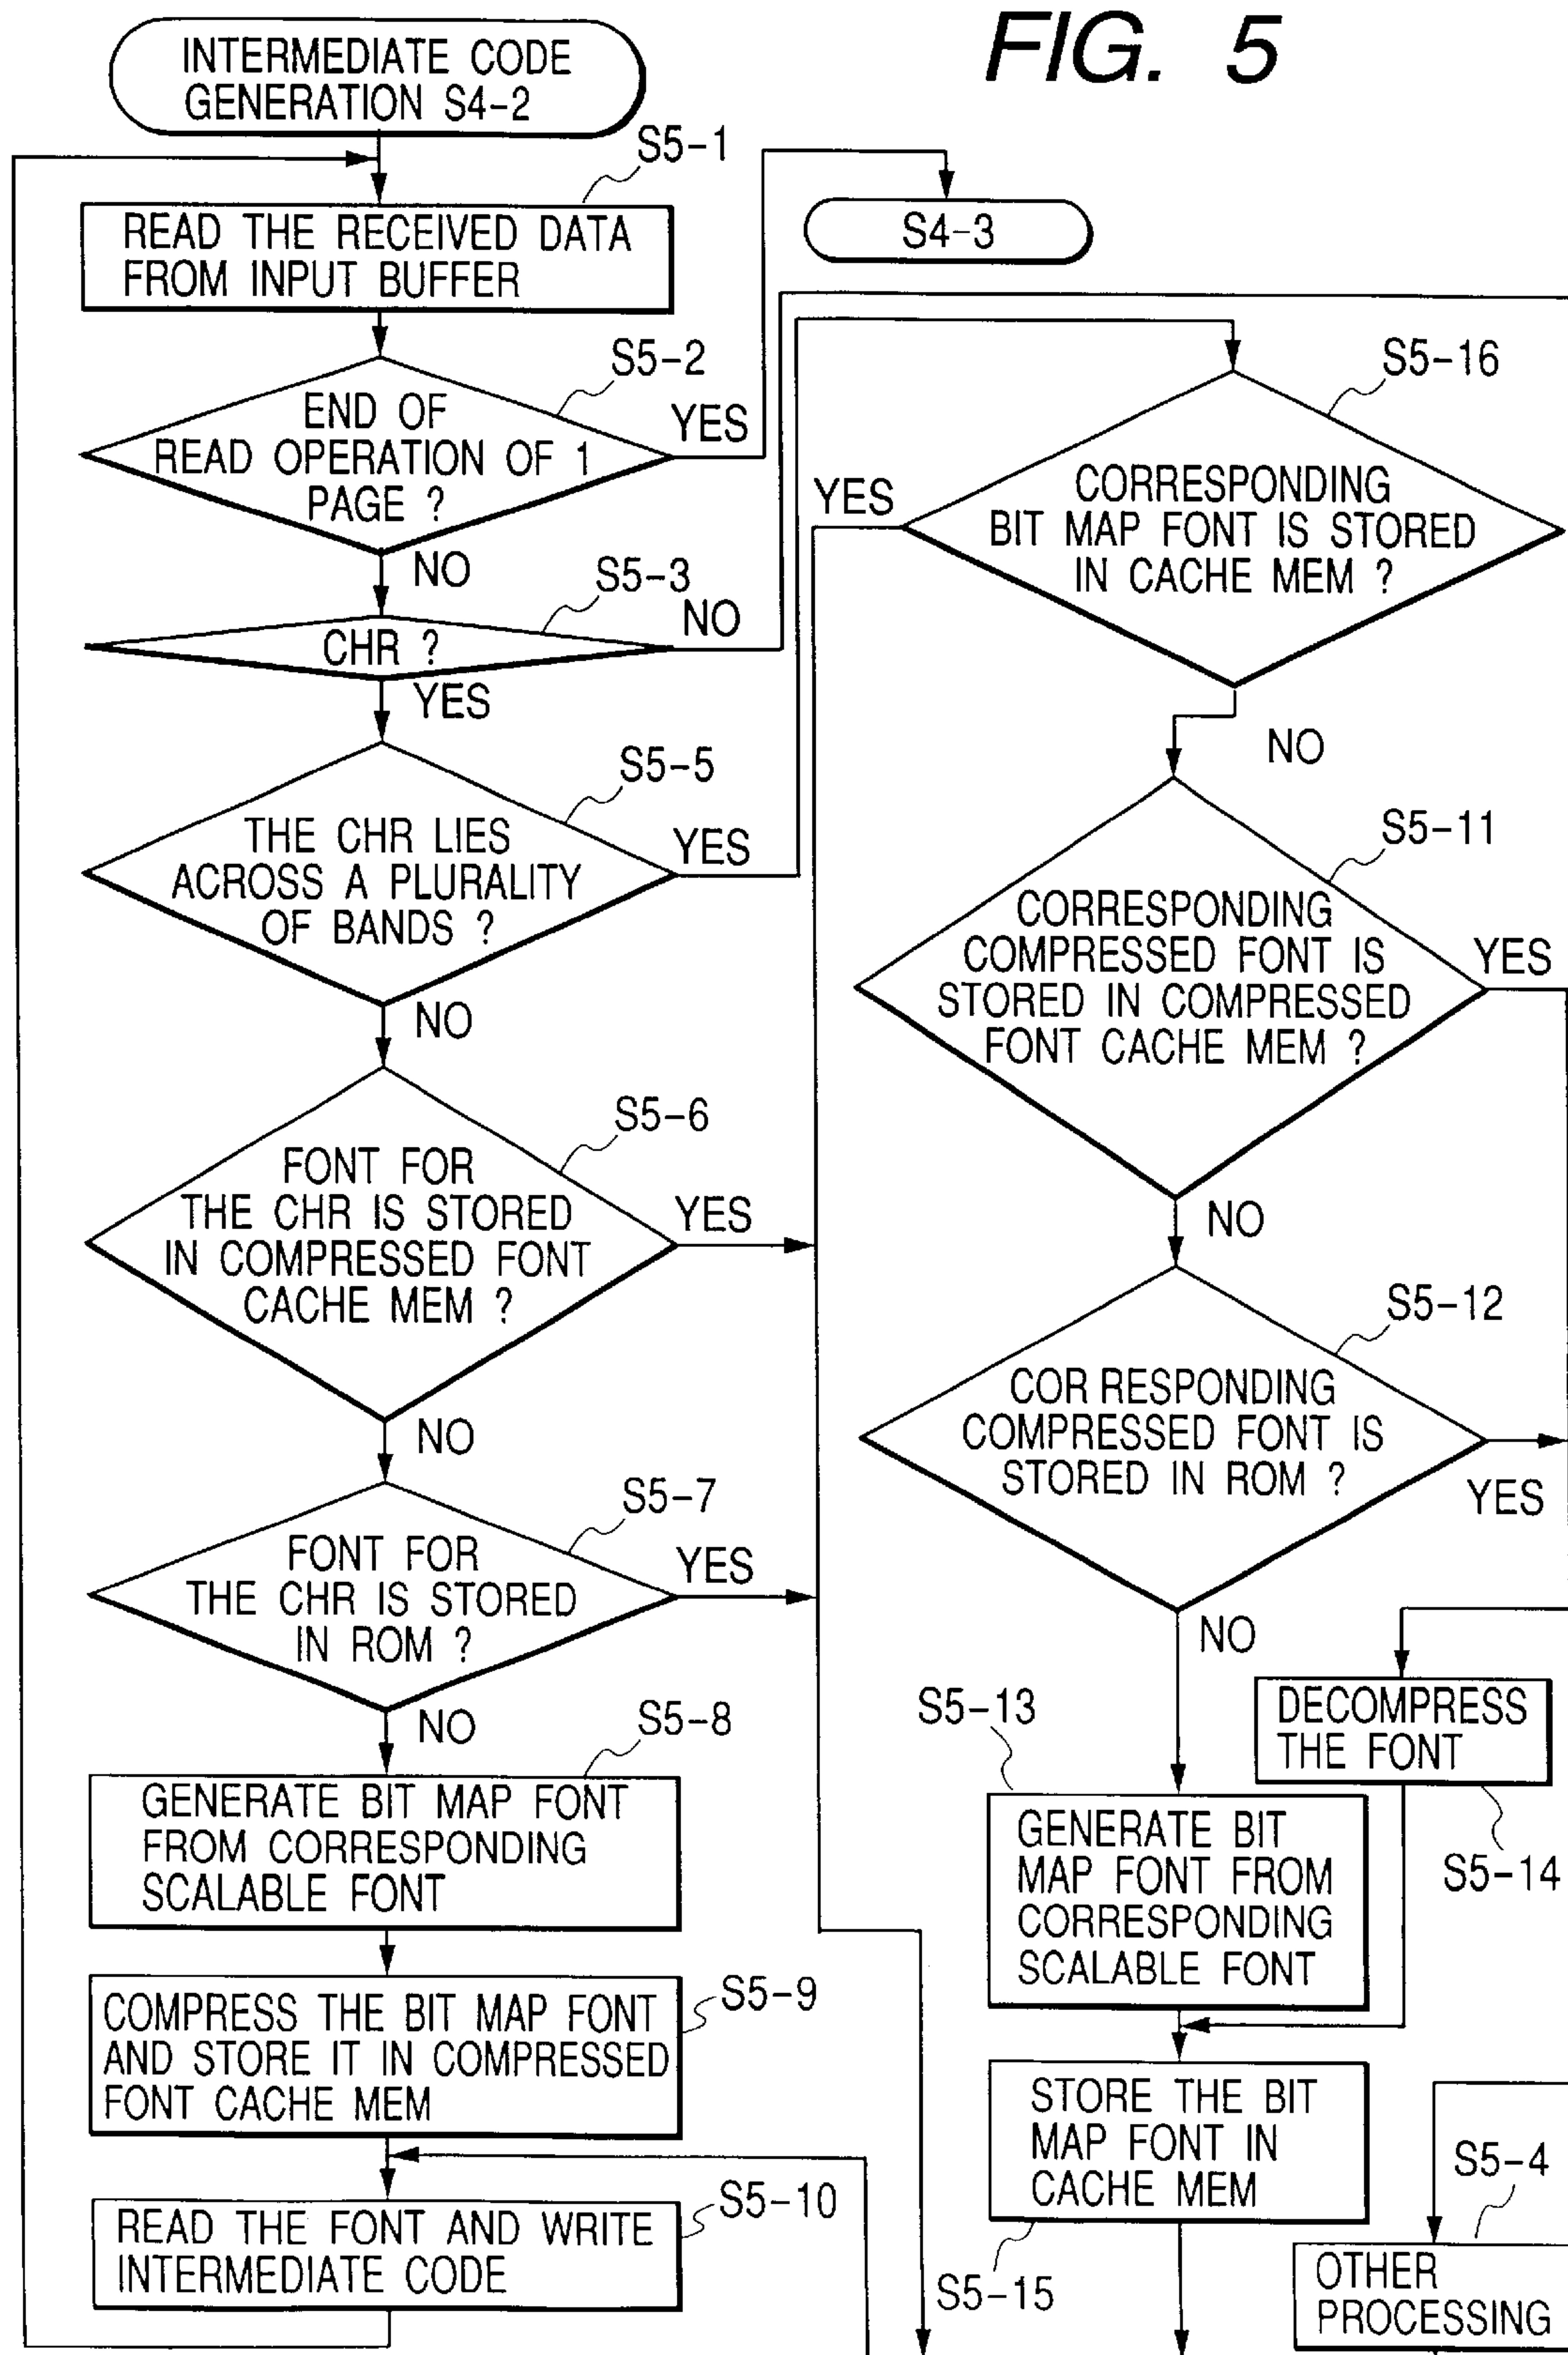 FIG. 5
INTERMEDIATE CODE
GENERATION S4-2
S5-1
READ THE RECEIVED DATA
FROM INPUT BUFFER
S4-3
S5-2
END OF
READ OPERATION OF 1
PAGE ?
YES
NO
S5-3
CHR ?
NO
YES
S5-5
THE CHR LIES
ACROSS A PLURALITY
OF BANDS ?
YES
NO
S5-6
FONT FOR
THE CHR IS STORED
IN COMPRESSED FONT
CACHE MEM ?
YES
NO
S5-7
FONT FOR
THE CHR IS STORED
IN ROM ?
YES
NO
S5-8
GENERATE BIT MAP FONT
FROM CORRESPONDING
SCALABLE FONT
S5-9
COMPRESS THE BIT MAP FONT
AND STORE IT IN COMPRESSED
FONT CACHE MEM
S5-10
READ THE FONT AND WRITE
INTERMEDIATE CODE
S5-16
CORRESPONDING
BIT MAP FONT IS STORED
IN CACHE MEM ?
YES
NO
S5-11
CORRESPONDING
COMPRESSED FONT IS
STORED IN COMPRESSED
FONT CACHE MEM ?
YES
NO
S5-12
COR RESPONDING
COMPRESSED FONT IS
STORED IN ROM ?
YES
NO
S5-13
GENERATE BIT
MAP FONT FROM
CORRESPONDING
SCALABLE FONT
DECOMPRESS
THE FONT
S5-14
STORE THE BIT
MAP FONT IN
CACHE MEM
S5-15
S5-4
OTHER
PROCESSING